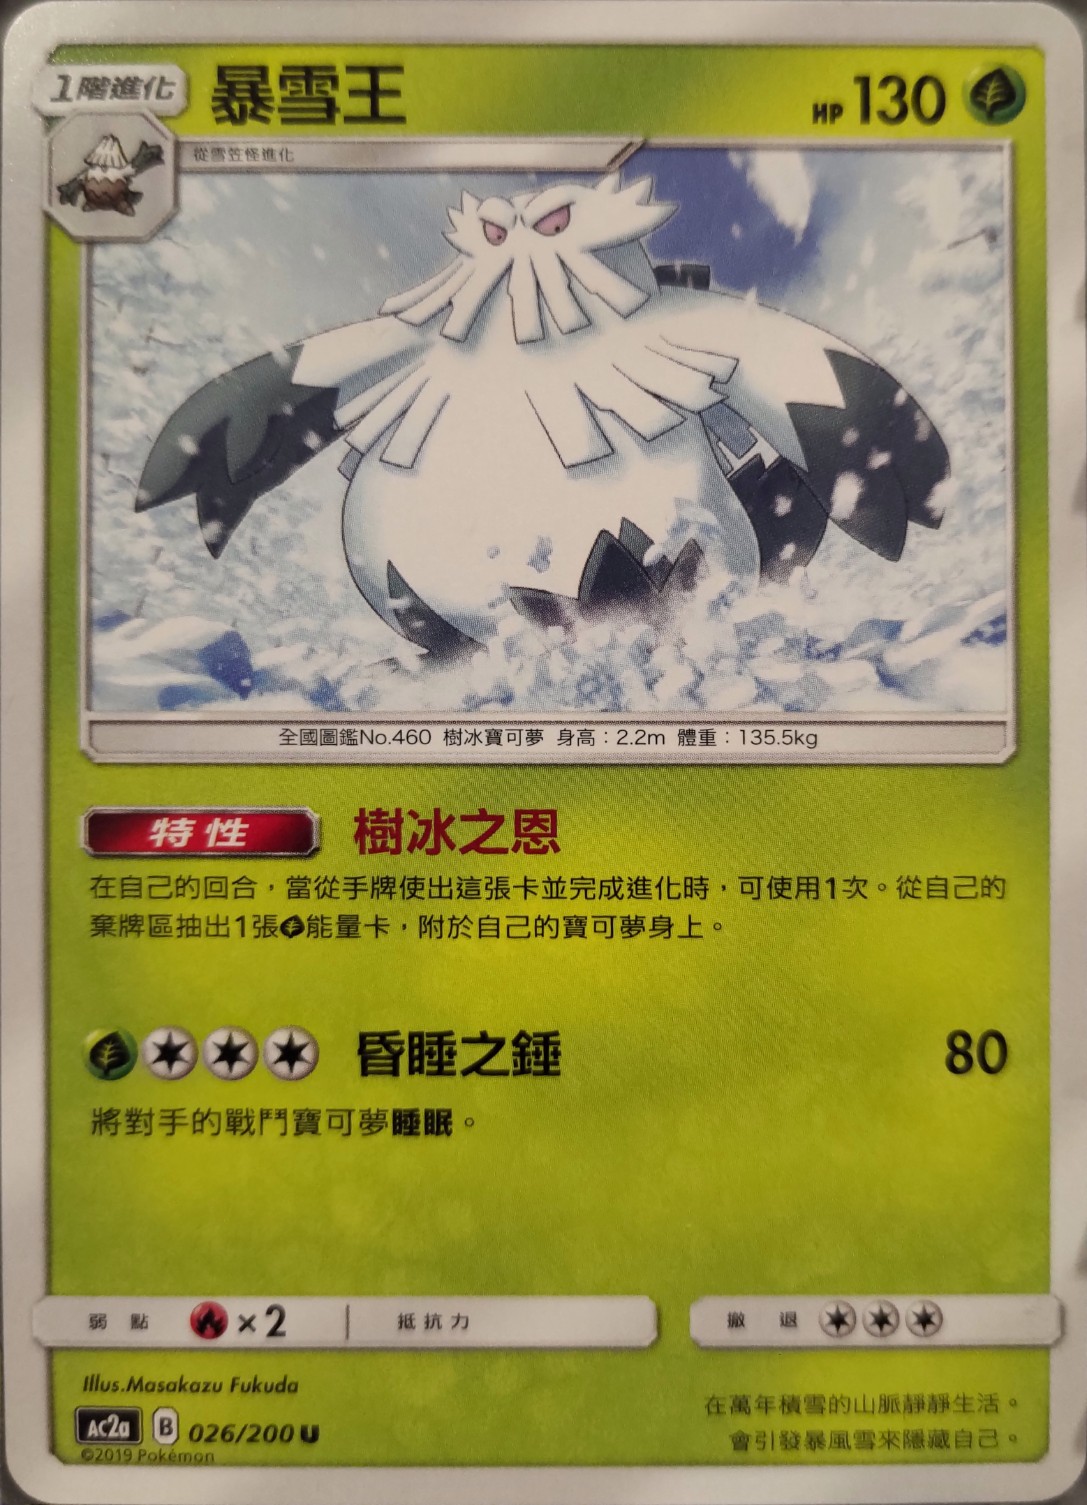 1階進化 暴雪王 HP 130
從雪笠怪進化
全國圖鑑No.460 樹冰寶可夢 身高：2.2m 體重：135.5kg
特性 樹冰之恩
在自己的回合，當從手牌使出這張卡並完成進化時，可使用1次。從自己的
棄牌區抽出1張能量卡，附於自己的寶可夢身上。
昏睡之錘 80
將對手的戰鬥寶可夢睡眠。
弱點 ×2 抵抗力 撤退
Illus.Masakazu Fukuda
AC2a B 026/200 U
©2019 Pokémon
在萬年積雪的山脈靜靜生活。
會引發暴風雪來隱藏自己。